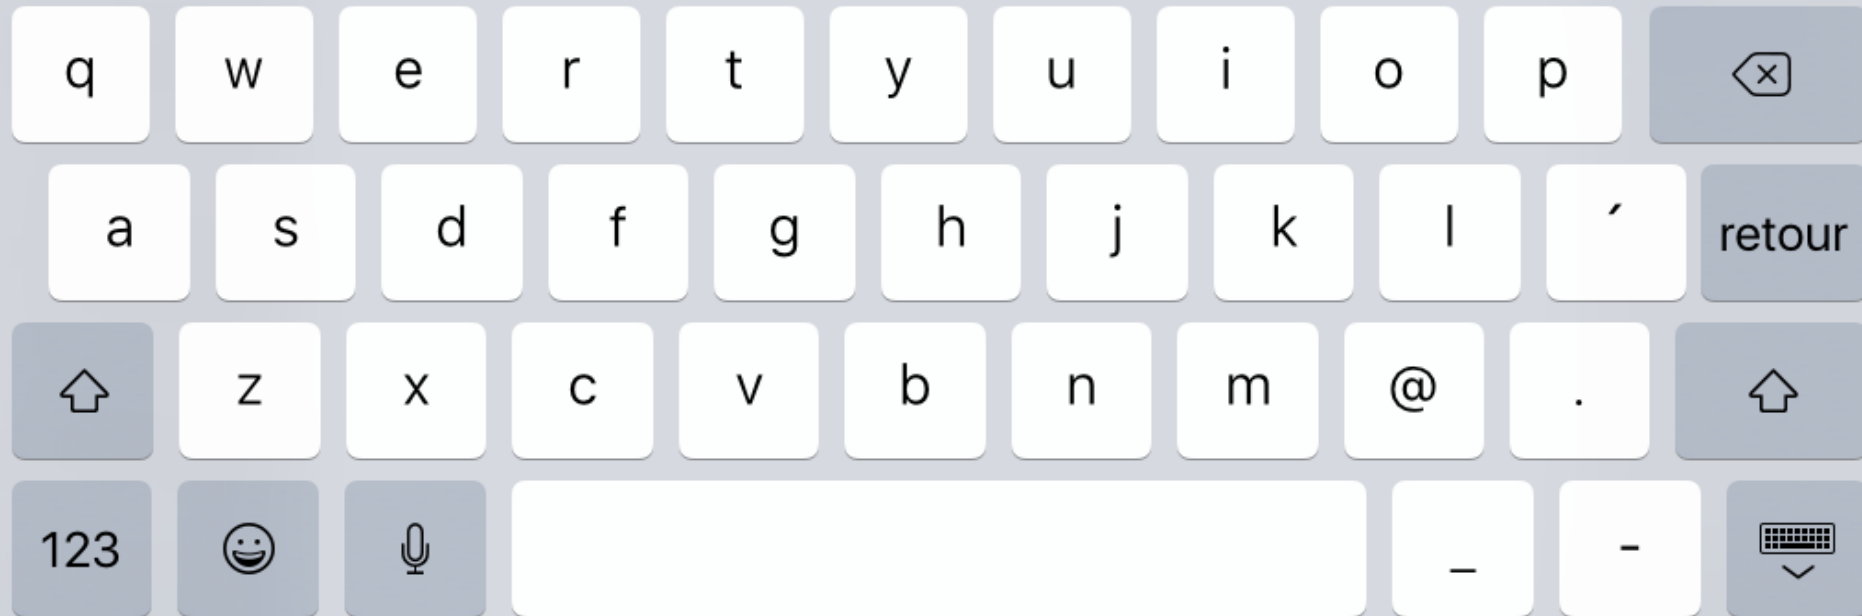 q w e r t y u i o p
a s d f g h j k l ´ retour
z x c v b n m @ .
123 _ -